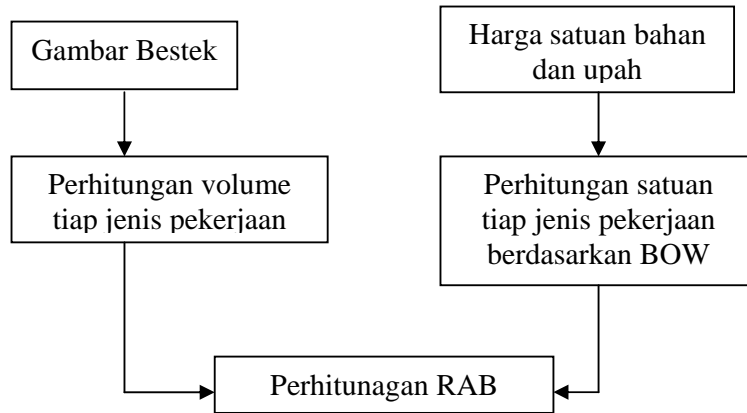 Gambar Bestek
Harga satuan bahan
dan upah
Perhitungan volume
tiap jenis pekerjaan
Perhitungan satuan
tiap jenis pekerjaan
berdasarkan BOW
Perhitunagan RAB